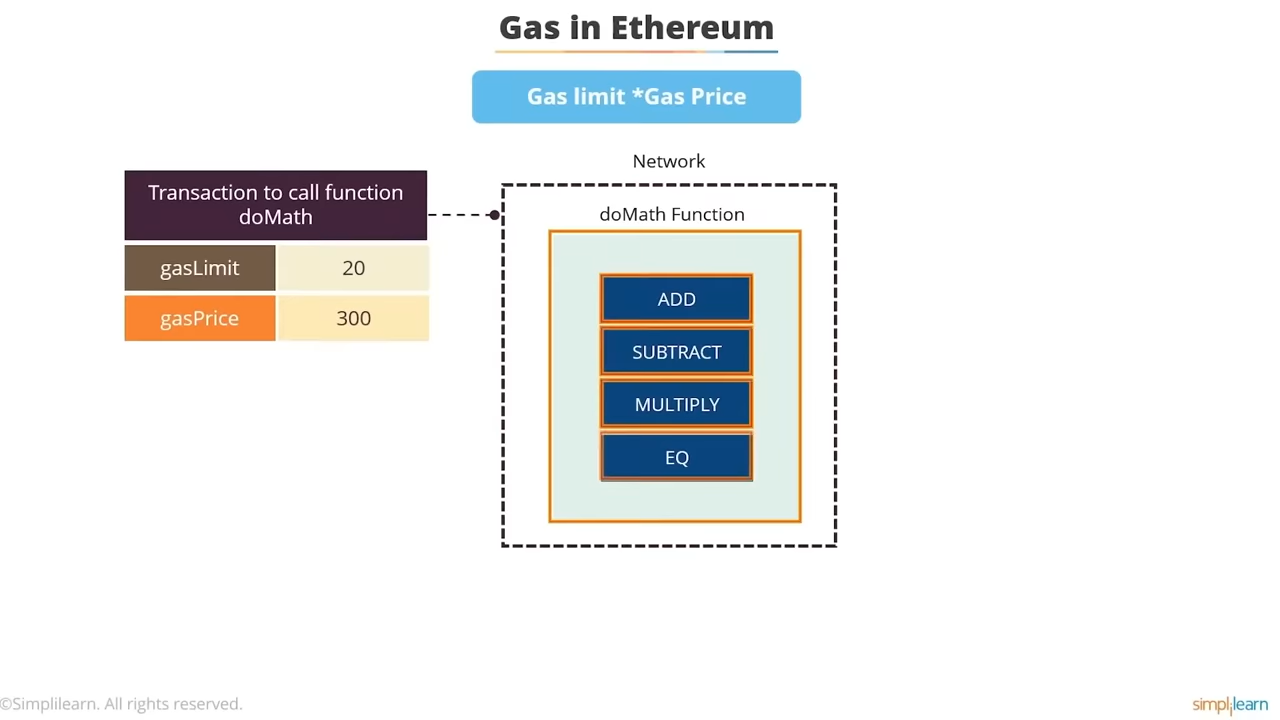 Gas in Ethereum
Gas limit *Gas Price
Network
Transaction to call function
doMath
gasLimit 20
gasPrice 300
doMath Function
ADD
SUBTRACT
MULTIPLY
EQ
©Simplilearn. All rights reserved.
simplilearn